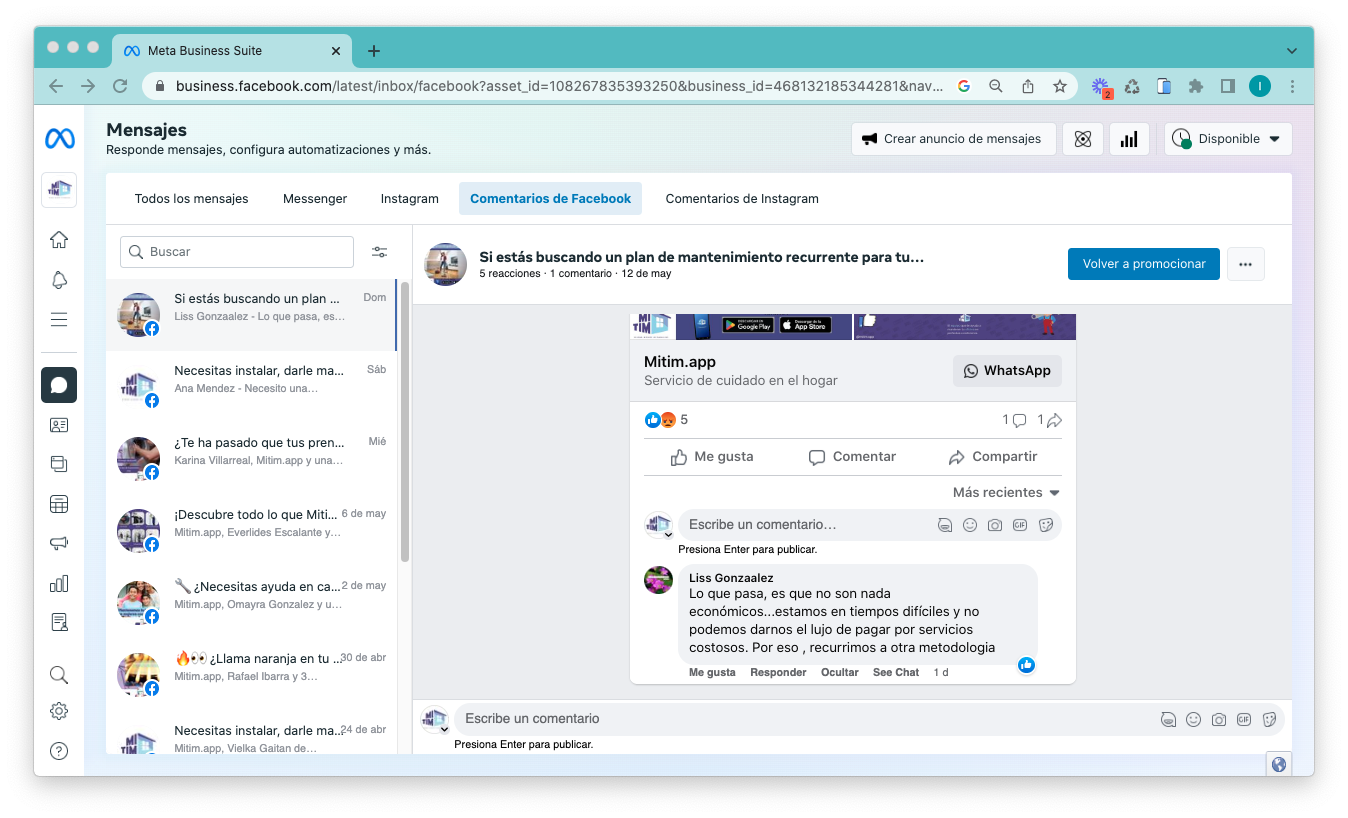 Meta Business Suite
business.facebook.com/latest/inbox/facebook?asset_id=108267835393250&business_id=468132185344281&nav...
2
I
Mensajes
Responde mensajes, configura automatizaciones y más.
Crear anuncio de mensajes
Disponible
MI TIM
Todos los mensajes
Messenger
Instagram
Comentarios de Facebook
Comentarios de Instagram
Buscar
Si estás buscando un plan ...
Dom
Liss Gonzaalez - Lo que pasa, es...
Necesitas instalar, darle ma...
Sáb
Ana Mendez - Necesito una...
¿Te ha pasado que tus pren...
Mié
Karina Villarreal, Mitim.app y una...
¡Descubre todo lo que Miti...
6 de may
Mitim.app, Everlides Escalante y...
🔧¿Necesitas ayuda en ca...
2 de may
Mitim.app, Omayra Gonzalez y u...
🔥👀¿Llama naranja en tu ...
30 de abr
Mitim.app, Rafael Ibarra y 3...
Necesitas instalar, darle ma...
24 de abr
Mitim.app, Vielka Gaitan de...
Si estás buscando un plan de mantenimiento recurrente para tu...
5 reacciones · 1 comentario · 12 de may
Volver a promocionar
MI TIM
Google Play
App Store
Mitim.app
Servicio de cuidado en el hogar
WhatsApp
5
1
1
Me gusta
Comentar
Compartir
Más recientes
Escribe un comentario...
GIF
Presiona Enter para publicar.
Liss Gonzaalez
Lo que pasa, es que no son nada
económicos...estamos en tiempos difíciles y no
podemos darnos el lujo de pagar por servicios
costosos. Por eso , recurrimos a otra metodologia
Me gusta
Responder
Ocultar
See Chat
1 d
Escribe un comentario
GIF
Presiona Enter para publicar.